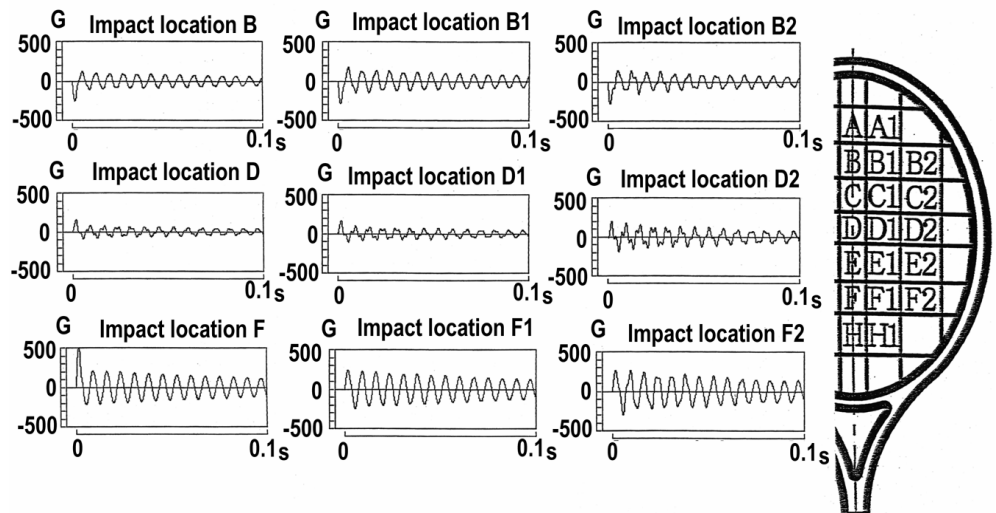 G Impact location B
500
0
-500
0 0.1s
G Impact location B1
500
0
-500
0 0.1s
G Impact location B2
500
0
-500
0 0.1s
G Impact location D
500
0
-500
0 0.1s
G Impact location D1
500
0
-500
0 0.1s
G Impact location D2
500
0
-500
0 0.1s
G Impact location F
500
0
-500
0 0.1s
G Impact location F1
500
0
-500
0 0.1s
G Impact location F2
500
0
-500
0 0.1s
A A1
B B1 B2
C C1 C2
D D1 D2
E E1 E2
F F1 F2
H H1